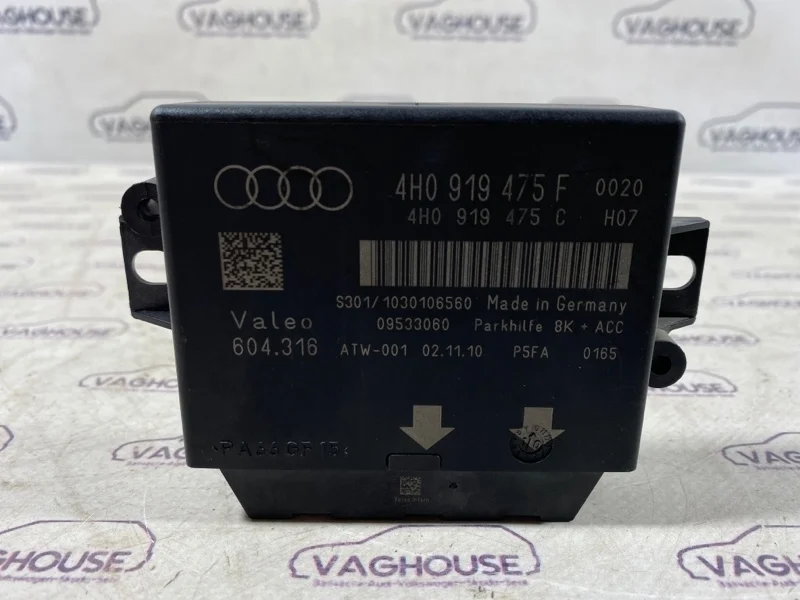 VAGHOUSE
VAGHOUSE
VAGHOUSE
4H0 919 475 F 0020
4H0 919 475 C H07
S301/1030106560 Made in Germany
Valeo 09533060 Parkhilfe 8K + ACC
604.316 ATW-001 02.11.10 P5FA 0165
PA66GF15
VAGHOUSE
VAGHOUSE
VAGHOUSE
VAGHOUSE
VAGHOUSE